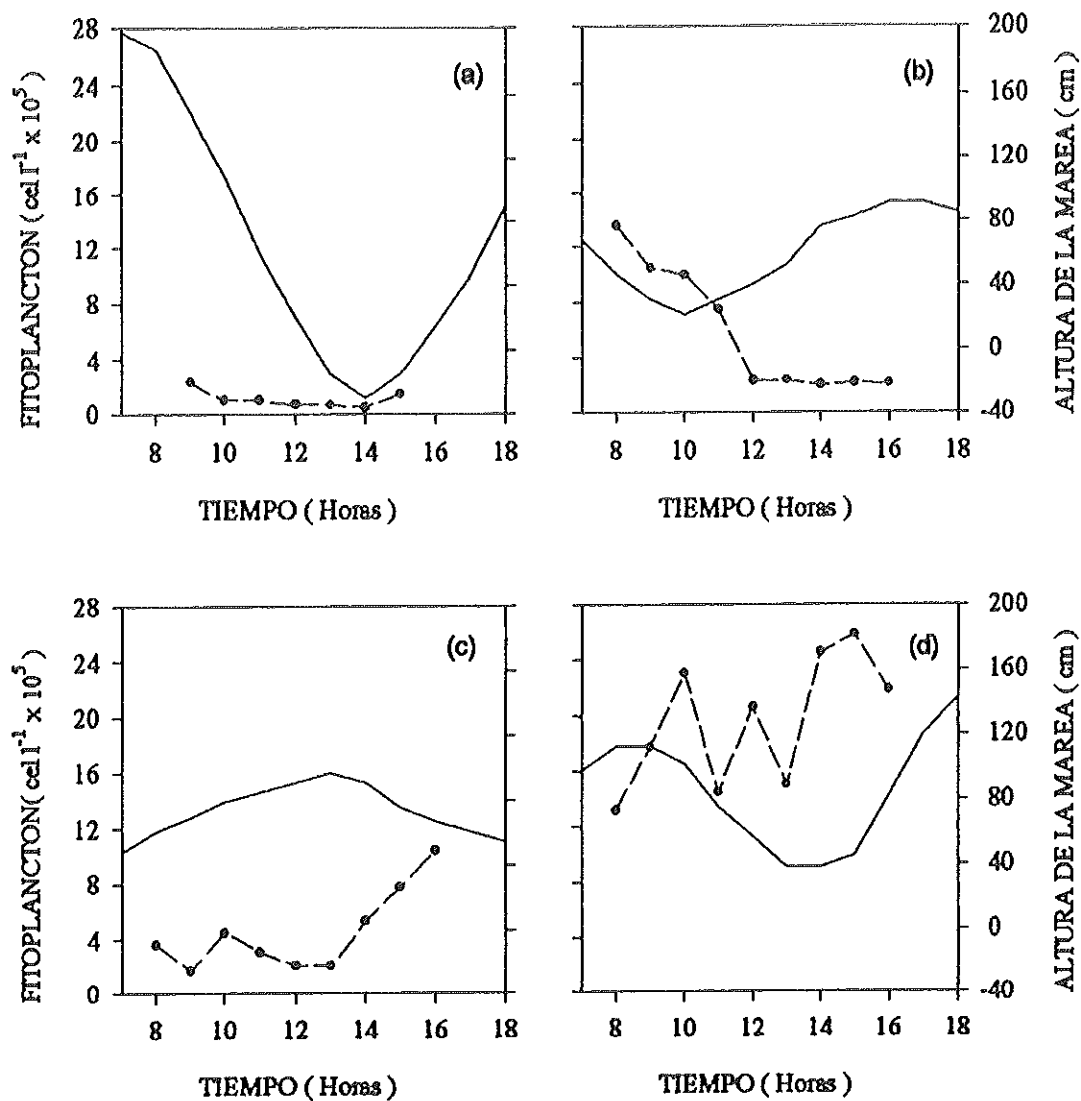 FITOPLANCTON ( cel l⁻¹ x 10⁵ )
28
24
20
16
12
8
4
0
(a)
8 10 12 14 16 18
TIEMPO ( Horas )
(b)
200
160
120
80
40
0
-40
ALTURA DE LA MAREA ( cm )
8 10 12 14 16 18
TIEMPO ( Horas )
FITOPLANCTON( cel l⁻¹ x 10⁵ )
28
24
20
16
12
8
4
0
(c)
8 10 12 14 16 18
TIEMPO ( Horas )
(d)
200
160
120
80
40
0
-40
ALTURA DE LA MAREA ( cm )
8 10 12 14 16 18
TIEMPO ( Horas )